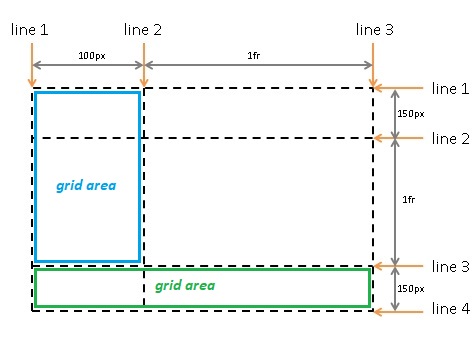 line 1
line 2
line 3
100px
1fr
line 1
150px
line 2
grid area
1fr
line 3
grid area
150px
line 4